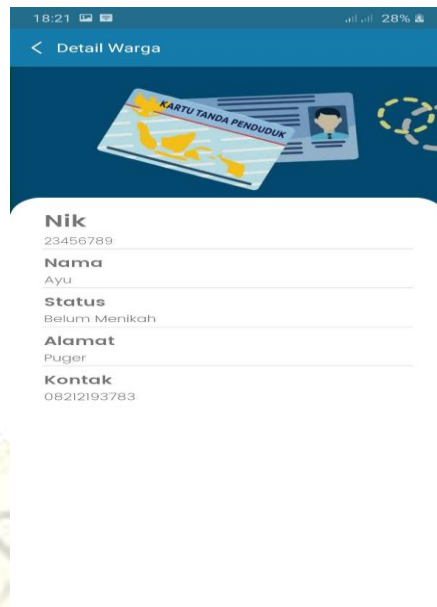 18:21
28%
< Detail Warga
KARTU TANDA PENDUDUK
Nik
23456789
Nama
Ayu
Status
Belum Menikah
Alamat
Puger
Kontak
08212193783